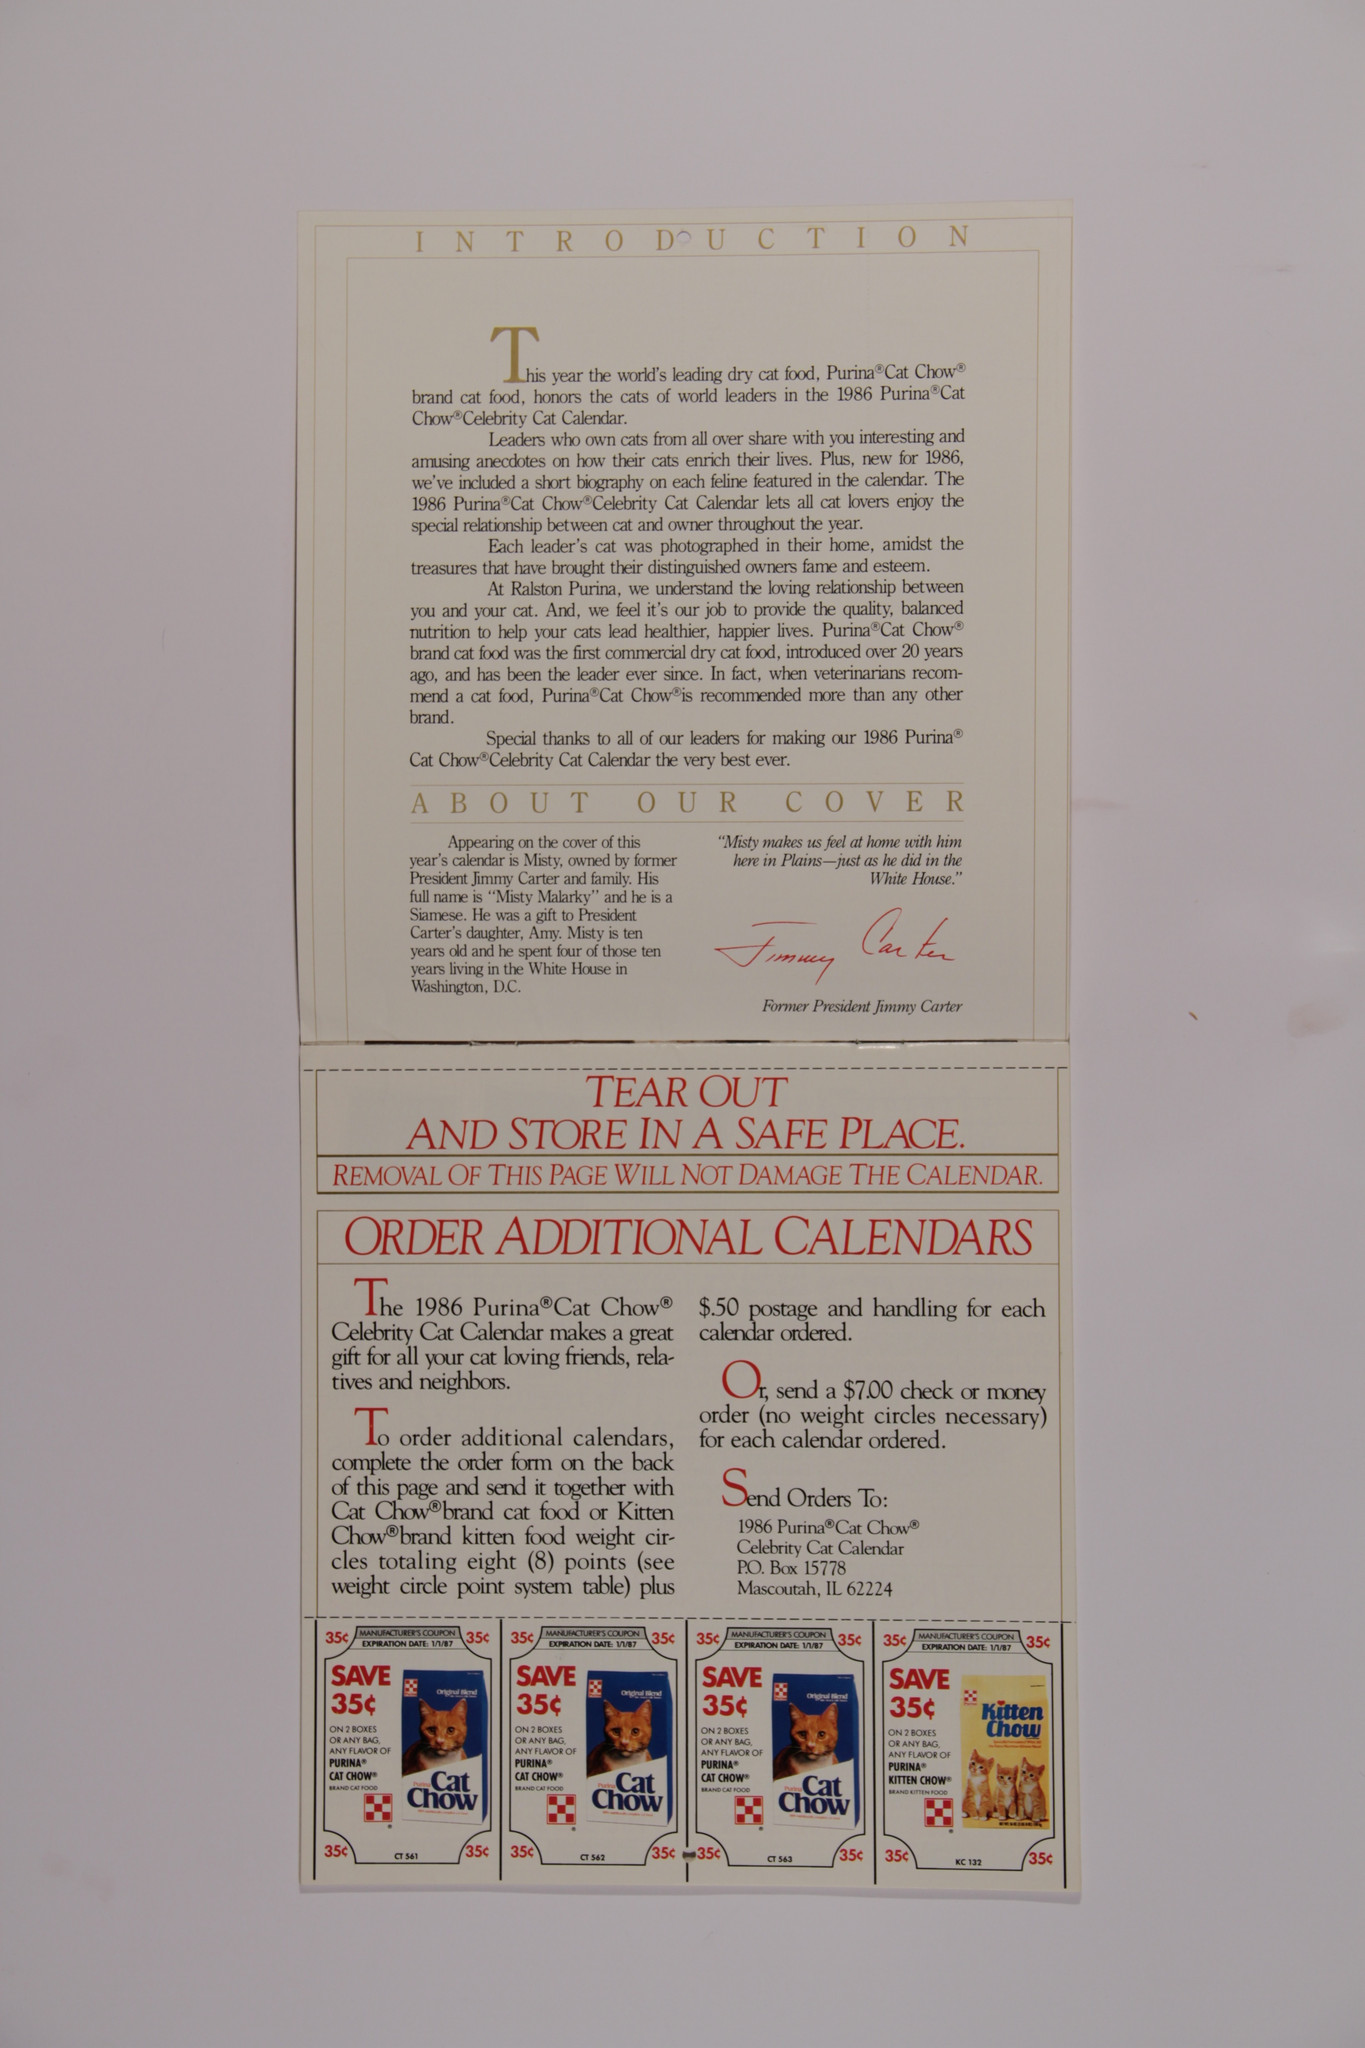 INTRODUCTION
This year the world's leading dry cat food, Purina® Cat Chow®
brand cat food, honors the cats of world leaders in the 1986 Purina® Cat
Chow® Celebrity Cat Calendar.
Leaders who own cats from all over share with you interesting and
amusing anecdotes on how their cats enrich their lives. Plus, new for 1986,
we've included a short biography on each feline featured in the calendar. The
1986 Purina® Cat Chow® Celebrity Cat Calendar lets all cat lovers enjoy the
special relationship between cat and owner throughout the year.
Each leader's cat was photographed in their home, amidst the
treasures that have brought their distinguished owners fame and esteem.
At Ralston Purina, we understand the loving relationship between
you and your cat. And, we feel it's our job to provide the quality, balanced
nutrition to help your cats lead healthier, happier lives. Purina® Cat Chow®
brand cat food was the first commercial dry cat food, introduced over 20 years
ago, and has been the leader ever since. In fact, when veterinarians recom-
mend a cat food, Purina® Cat Chow® is recommended more than any other
brand.
Special thanks to all of our leaders for making our 1986 Purina®
Cat Chow® Celebrity Cat Calendar the very best ever.
ABOUT OUR COVER
Appearing on the cover of this
year's calendar is Misty, owned by former
President Jimmy Carter and family. His
full name is "Misty Malarky" and he is a
Siamese. He was a gift to President
Carter's daughter, Amy. Misty is ten
years old and he spent four of those ten
years living in the White House in
Washington, D.C.
"Misty makes us feel at home with him
here in Plains—just as he did in the
White House."
Jimmy Carter
Former President Jimmy Carter
TEAR OUT
AND STORE IN A SAFE PLACE.
REMOVAL OF THIS PAGE WILL NOT DAMAGE THE CALENDAR.
ORDER ADDITIONAL CALENDARS
The 1986 Purina® Cat Chow®
Celebrity Cat Calendar makes a great
gift for all your cat loving friends, rela-
tives and neighbors.
To order additional calendars,
complete the order form on the back
of this page and send it together with
Cat Chow® brand cat food or Kitten
Chow® brand kitten food weight cir-
cles totaling eight (8) points (see
weight circle point system table) plus
$.50 postage and handling for each
calendar ordered.
Or, send a $7.00 check or money
order (no weight circles necessary)
for each calendar ordered.
Send Orders To:
1986 Purina® Cat Chow®
Celebrity Cat Calendar
P.O. Box 15778
Mascoutah, IL 62224
35¢ MANUFACTURER'S COUPON 35¢
EXPIRATION DATE: 1/1/87
SAVE
35¢
ON 2 BOXES
OR ANY BAG,
ANY FLAVOR OF
PURINA®
CAT CHOW®
BRAND CAT FOOD
Original Blend
Purina
Cat
Chow
35¢ CT 561 35¢
35¢ MANUFACTURER'S COUPON 35¢
EXPIRATION DATE: 1/1/87
SAVE
35¢
ON 2 BOXES
OR ANY BAG,
ANY FLAVOR OF
PURINA®
CAT CHOW®
BRAND CAT FOOD
Original Blend
Purina
Cat
Chow
35¢ CT 562 35¢
35¢ MANUFACTURER'S COUPON 35¢
EXPIRATION DATE: 1/1/87
SAVE
35¢
ON 2 BOXES
OR ANY BAG,
ANY FLAVOR OF
PURINA®
CAT CHOW®
BRAND CAT FOOD
Original Blend
Purina
Cat
Chow
35¢ CT 563 35¢
35¢ MANUFACTURER'S COUPON 35¢
EXPIRATION DATE: 1/1/87
SAVE
35¢
ON 2 BOXES
OR ANY BAG,
ANY FLAVOR OF
PURINA®
KITTEN CHOW®
BRAND KITTEN FOOD
Kitten
Chow
35¢ KC 132 35¢